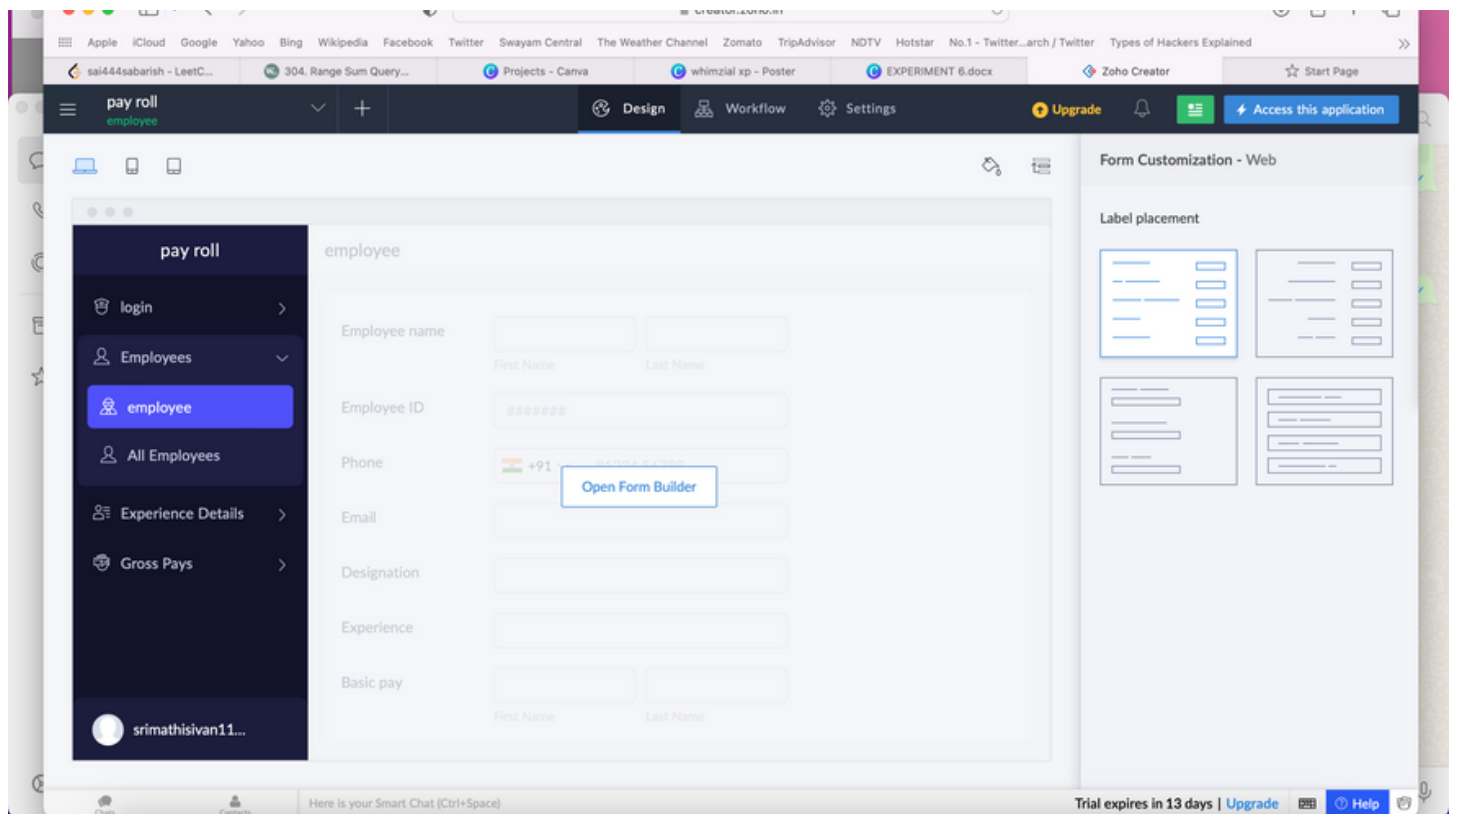 creator.zoho.in
Apple iCloud Google Yahoo Bing Wikipedia Facebook Twitter Swayam Central The Weather Channel Zomato TripAdvisor NDTV Hotstar No.1 - Twitter...arch / Twitter Types of Hackers Explained
sai444sabarish - LeetC... 304. Range Sum Query... Projects - Canva whimzial xp - Poster EXPERIMENT 6.docx Zoho Creator Start Page
pay roll
employee
Design Workflow Settings Upgrade Access this application
Form Customization - Web
Label placement
pay roll
login
Employees
employee
All Employees
Experience Details
Gross Pays
srimathisivan11...
employee
Employee name
First Name Last Name
Employee ID #######
Phone +91
Open Form Builder
Email
Designation
Experience
Basic pay
First Name Last Name
Chats Contacts Here is your Smart Chat (Ctrl+Space) Trial expires in 13 days | Upgrade Help